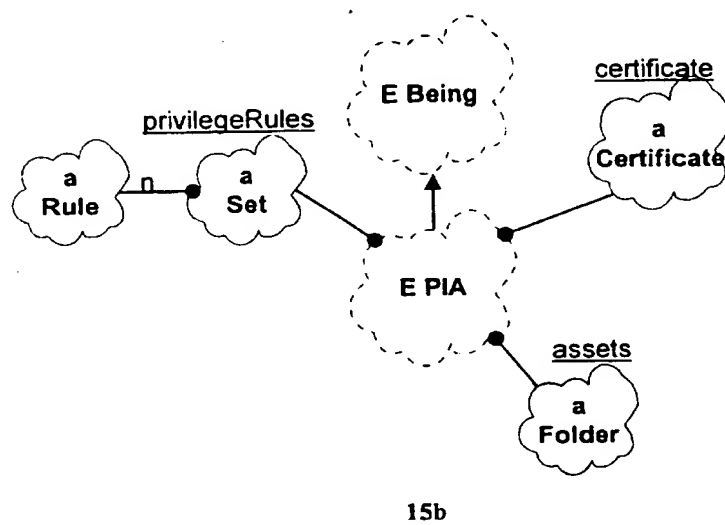 E Being
certificate
a
Certificate
privilegeRules
a
Rule
n
a
Set
E PIA
assets
a
Folder
15b